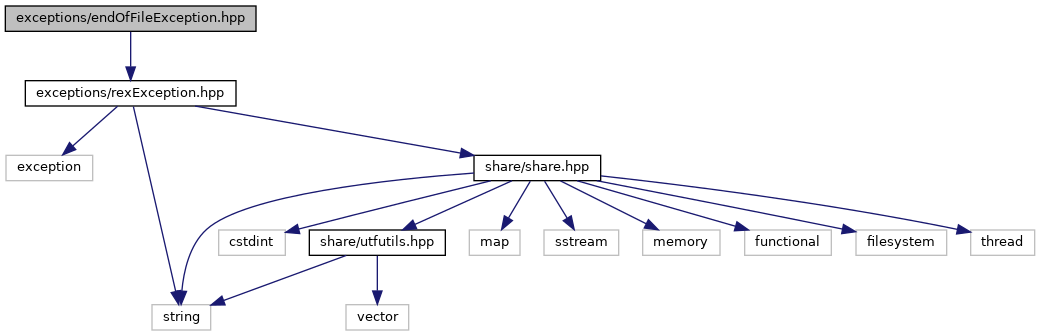 exceptions/endOfFileException.hpp
exceptions/rexException.hpp
exception
share/share.hpp
cstdint
share/utfutils.hpp
map
sstream
memory
functional
filesystem
thread
string
vector